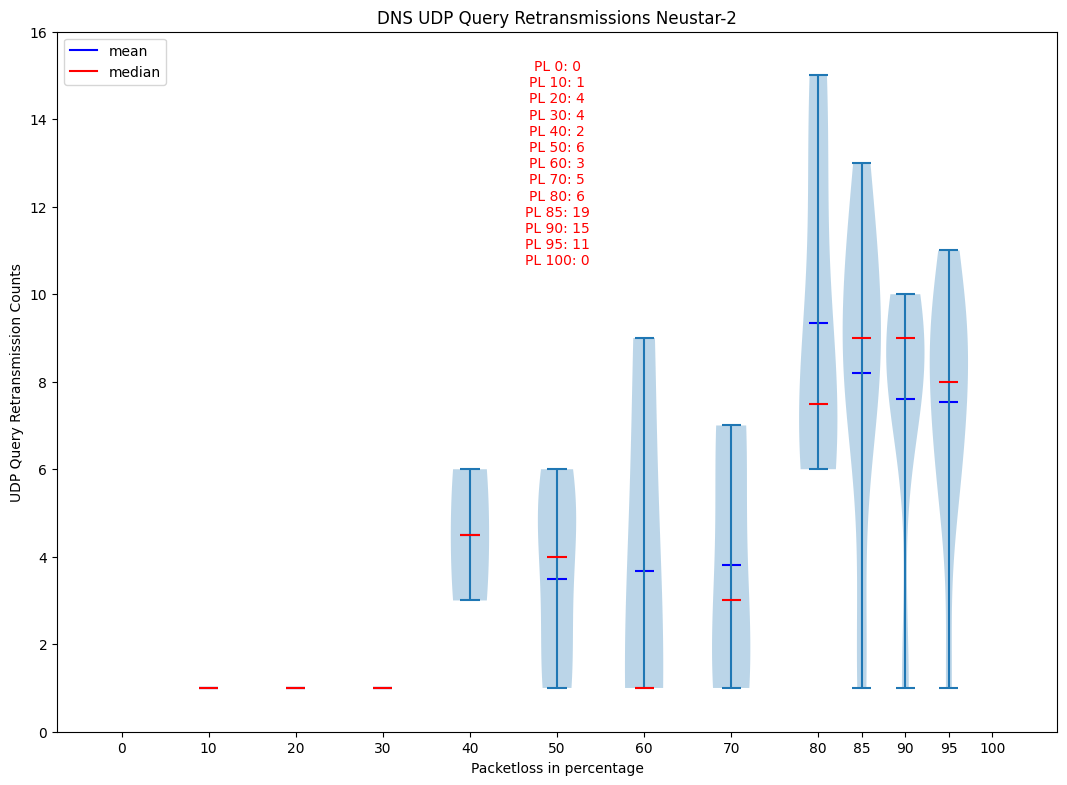 DNS UDP Query Retransmissions Neustar-2
mean
median
PL 0: 0
PL 10: 1
PL 20: 4
PL 30: 4
PL 40: 2
PL 50: 6
PL 60: 3
PL 70: 5
PL 80: 6
PL 85: 19
PL 90: 15
PL 95: 11
PL 100: 0
UDP Query Retransmission Counts
16
14
12
10
8
6
4
2
0
0 10 20 30 40 50 60 70 80 85 90 95 100
Packetloss in percentage